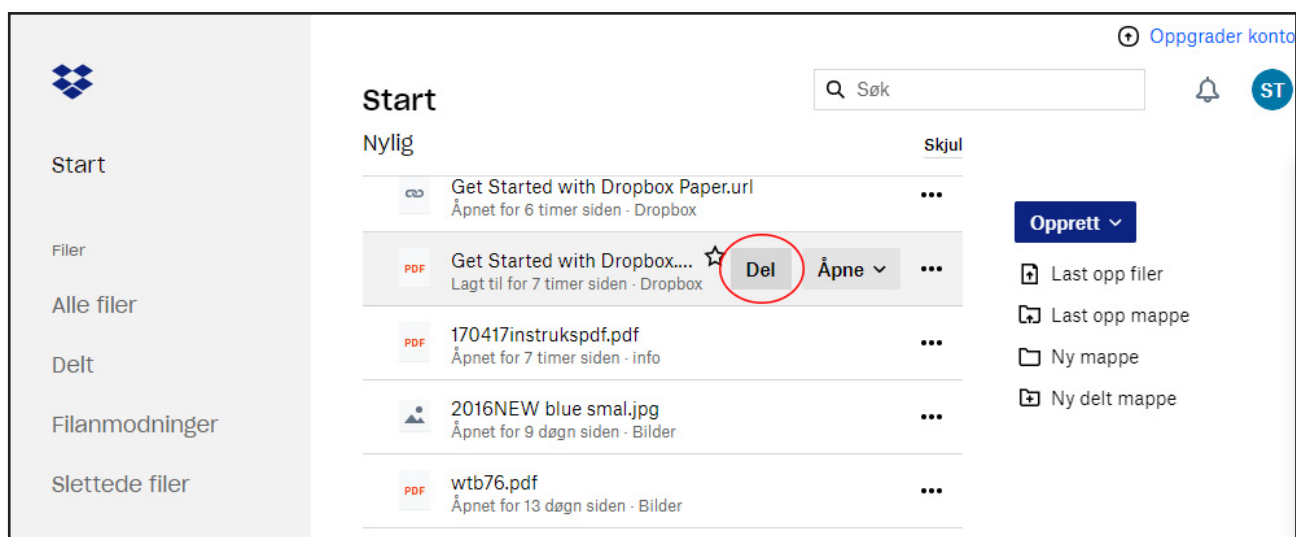 Oppgrader konto
Søk
ST
Start
Filer
Alle filer
Delt
Filanmodninger
Slettede filer
Start
Nylig
Skjul
Get Started with Dropbox Paper.url
Åpnet for 6 timer siden · Dropbox
PDF
Get Started with Dropbox....
Lagt til for 7 timer siden · Dropbox
Del
Åpne
PDF
170417instrukspdf.pdf
Åpnet for 7 timer siden · info
2016NEW blue smal.jpg
Åpnet for 9 døgn siden · Bilder
PDF
wtb76.pdf
Åpnet for 13 døgn siden · Bilder
Opprett
Last opp filer
Last opp mappe
Ny mappe
Ny delt mappe